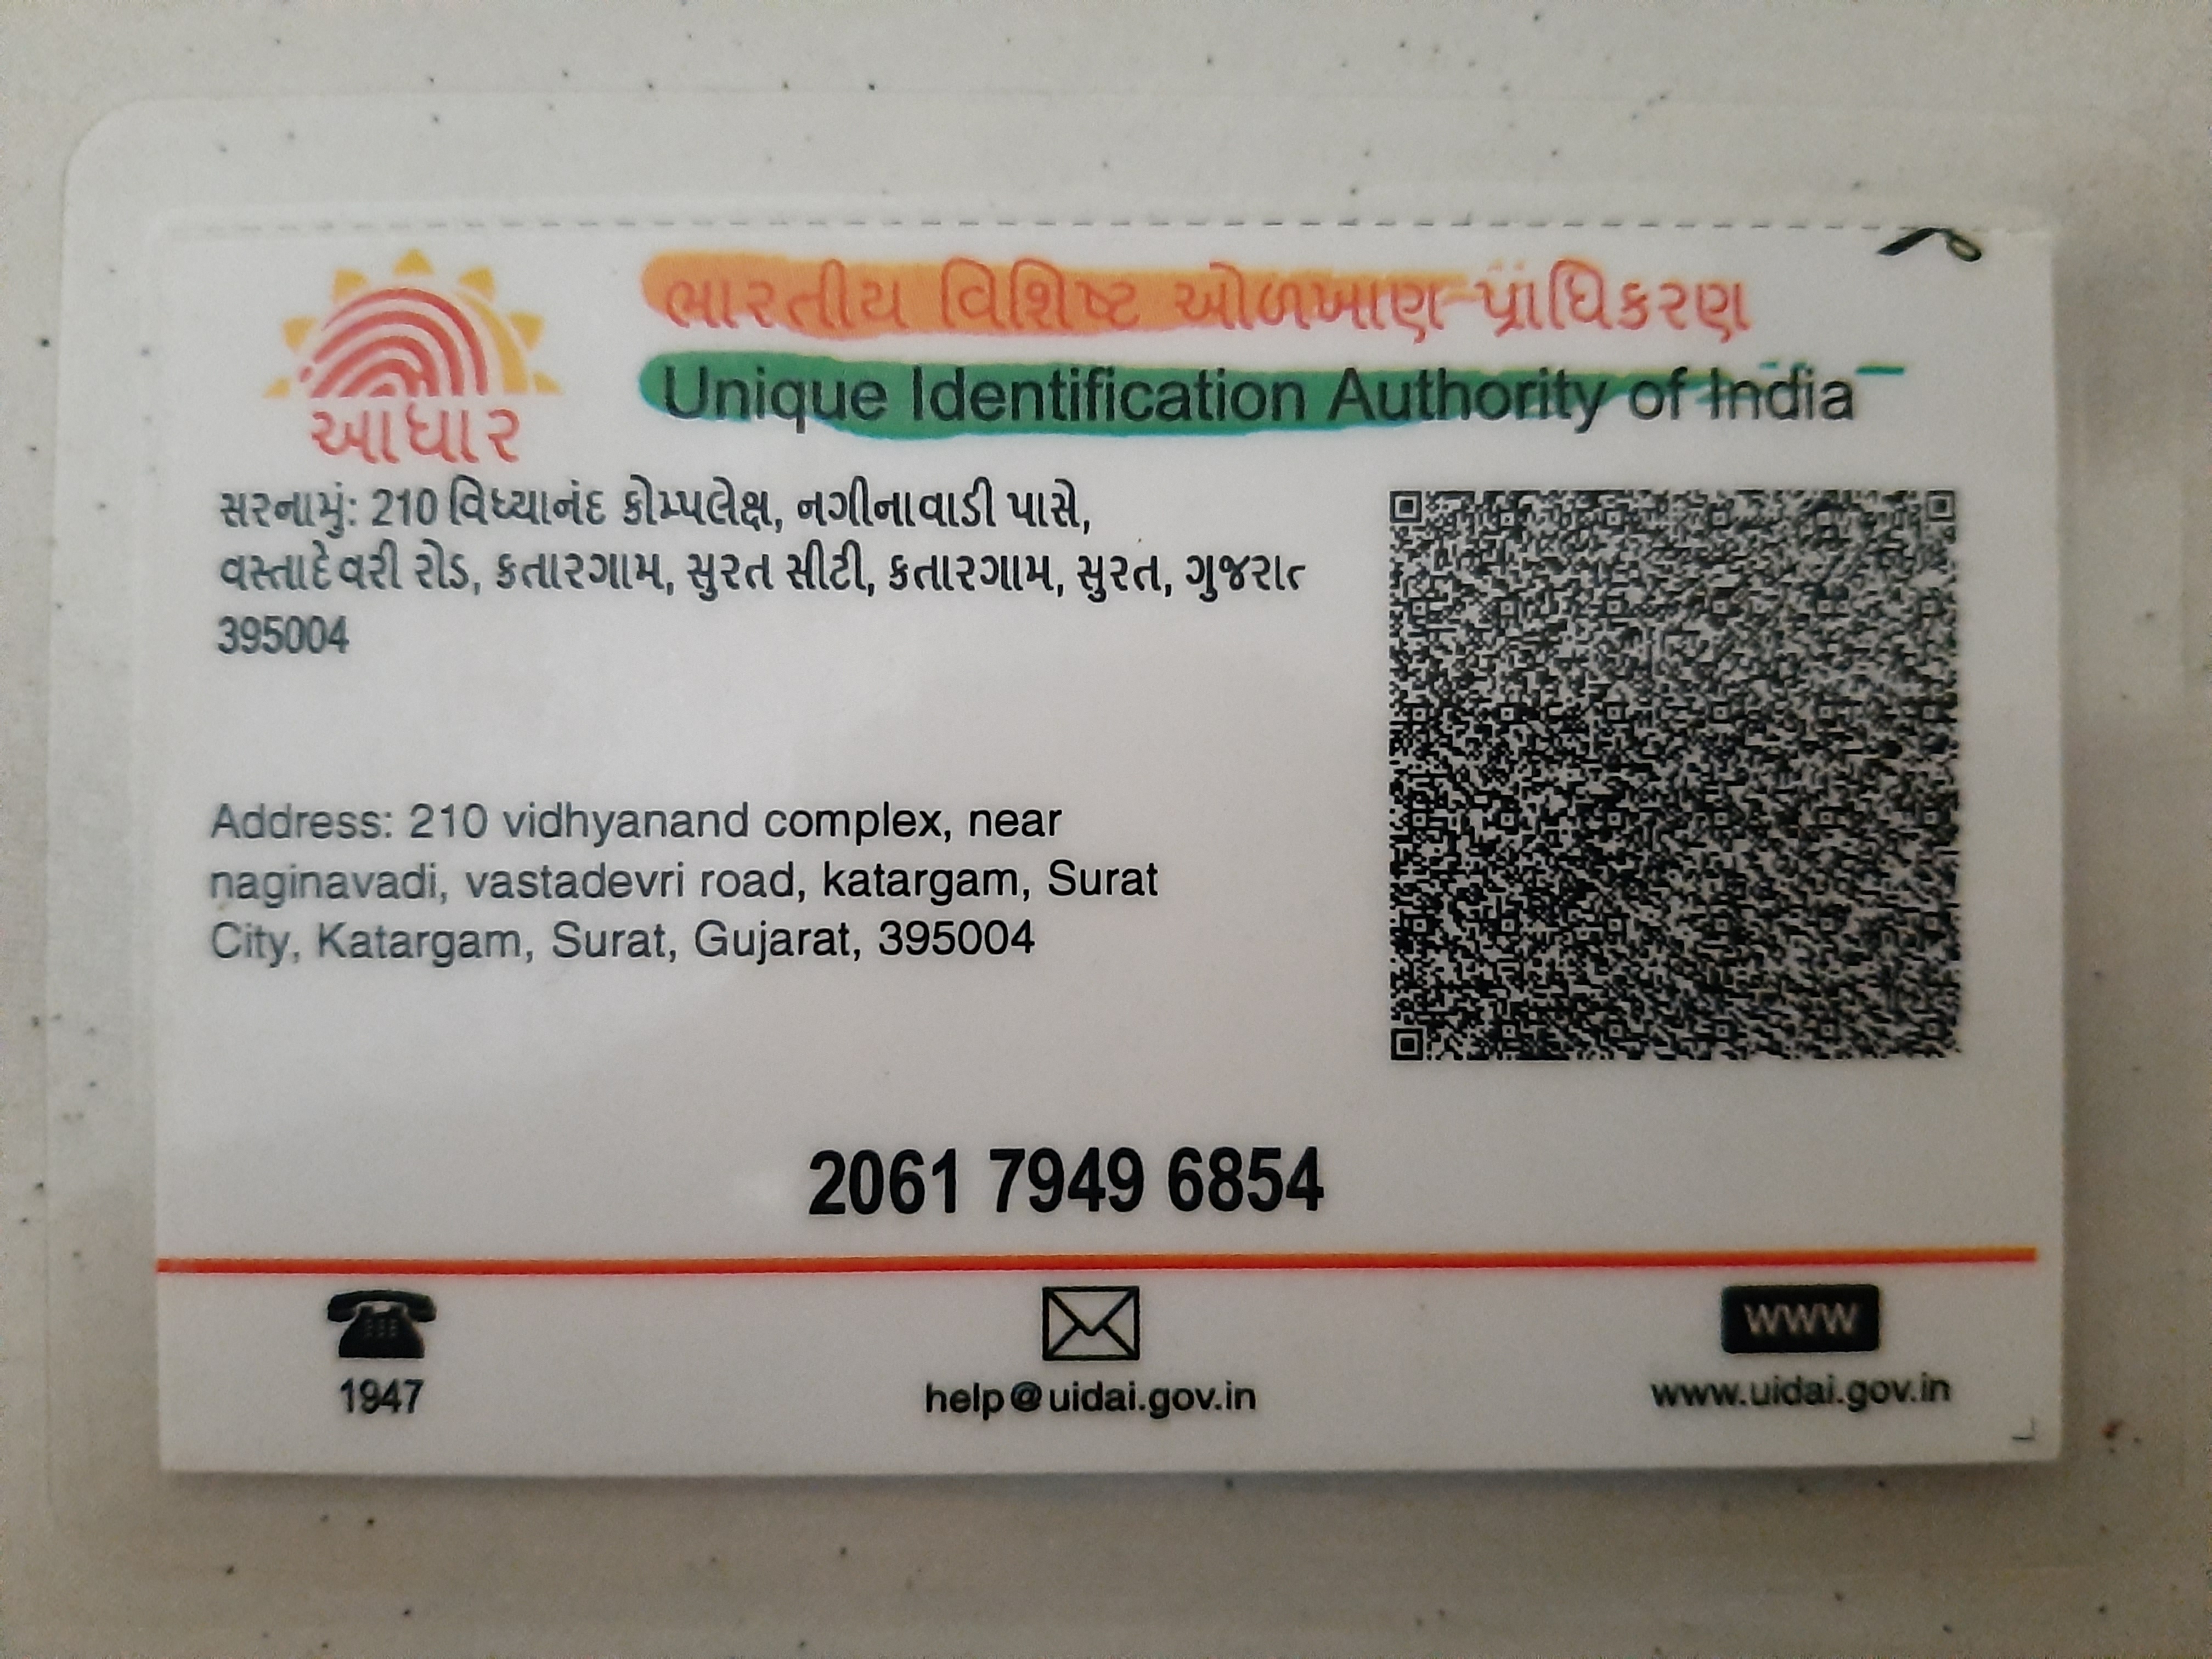 ભારતીય વિશિષ્ટ ઓળખાણ પ્રાધિકરણ
Unique Identification Authority of India
આધાર
સરનામું: 210 વિધ્યાનંદ કોમ્પલેક્ષ, નગીનાવાડી પાસે,
વસ્તાદેવરી રોડ, કતારગામ, સુરત સીટી, કતારગામ, સુરત, ગુજરાત
395004
Address: 210 vidhyanand complex, near
naginavadi, vastadevri road, katargam, Surat
City, Katargam, Surat, Gujarat, 395004
2061 7949 6854
WWW
1947
help@uidai.gov.in
www.uidai.gov.in